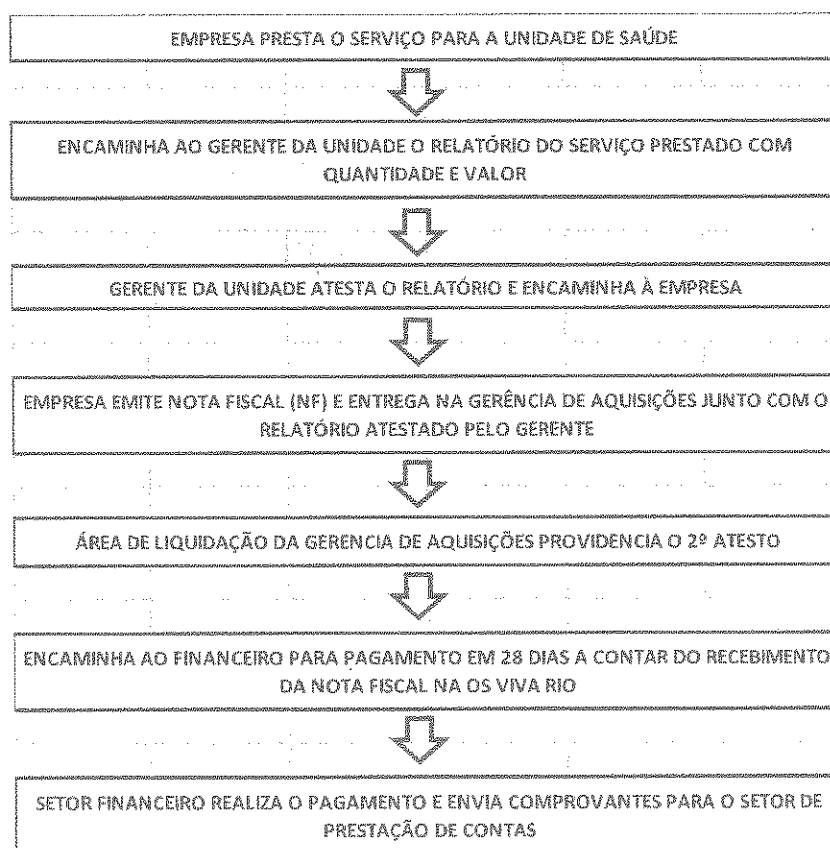 EMPRESA PRESTA O SERVIÇO PARA A UNIDADE DE SAÚDE
ENCAMINHA AO GERENTE DA UNIDADE O RELATÓRIO DO SERVIÇO PRESTADO COM
QUANTIDADE E VALOR
GERENTE DA UNIDADE ATESTA O RELATÓRIO E ENCAMINHA À EMPRESA
EMPRESA EMITE NOTA FISCAL (NF) E ENTREGA NA GERÊNCIA DE AQUISIÇÕES JUNTO COM O
RELATÓRIO ATESTADO PELO GERENTE
ÁREA DE LIQUIDAÇÃO DA GERENCIA DE AQUISIÇÕES PROVIDENCIA O 2º ATESTO
ENCAMINHA AO FINANCEIRO PARA PAGAMENTO EM 28 DIAS A CONTAR DO RECEBIMENTO
DA NOTA FISCAL NA OS VIVA RIO
SETOR FINANCEIRO REALIZA O PAGAMENTO E ENVIA COMPROVANTES PARA O SETOR DE
PRESTAÇÃO DE CONTAS